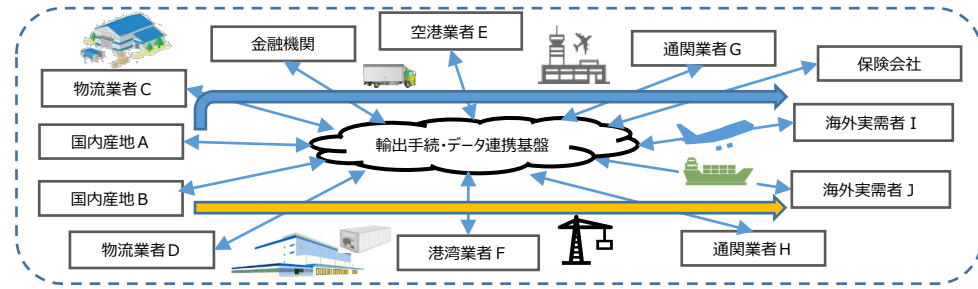 金融機関
空港業者E
通関業者G
保険会社
物流業者C
国内産地A
輸出手続・データ連携基盤
海外実需者I
国内産地B
海外実需者J
物流業者D
港湾業者F
通関業者H